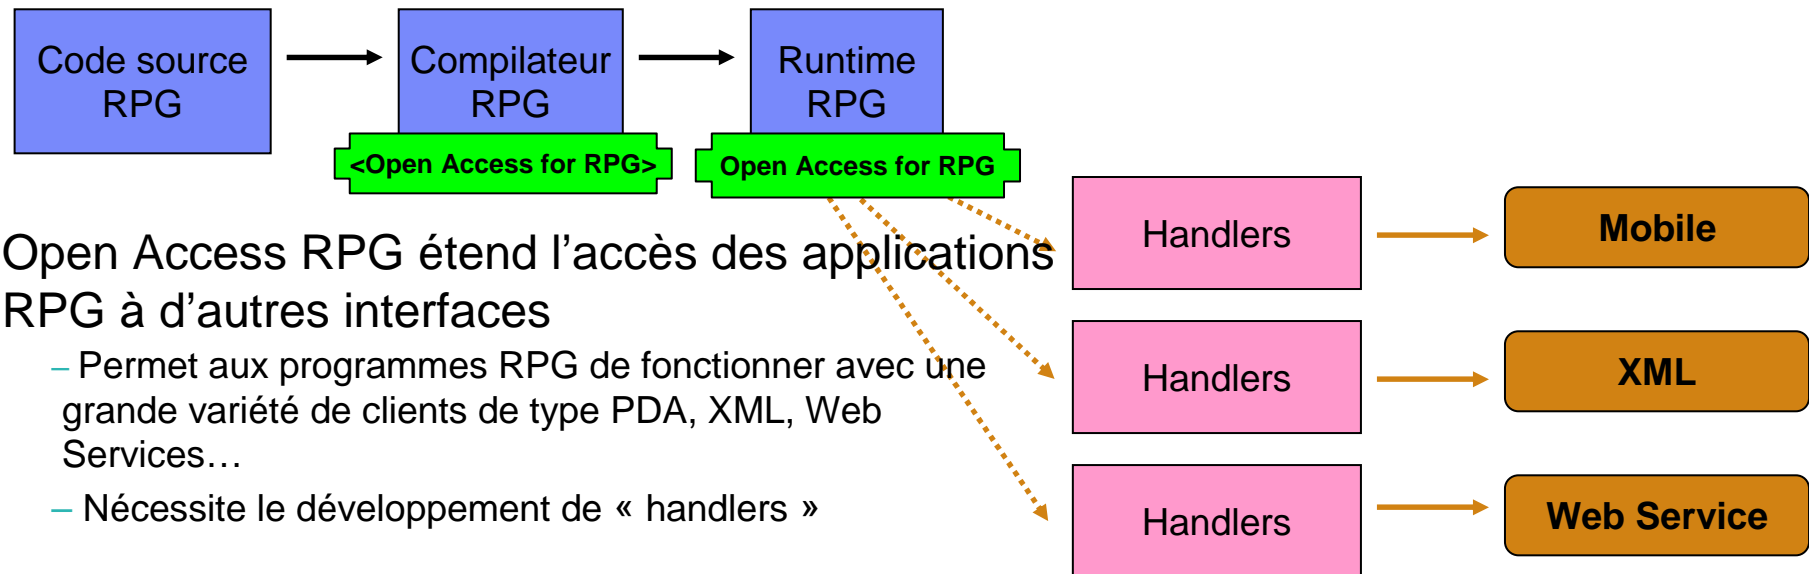 Code source
RPG
Compilateur
RPG
Runtime
RPG
<Open Access for RPG>
Open Access for RPG
Open Access RPG étend l’accès des applications
RPG à d’autres interfaces
– Permet aux programmes RPG de fonctionner avec une
grande variété de clients de type PDA, XML, Web
Services…
– Nécessite le développement de « handlers »
Handlers
Mobile
Handlers
XML
Handlers
Web Service